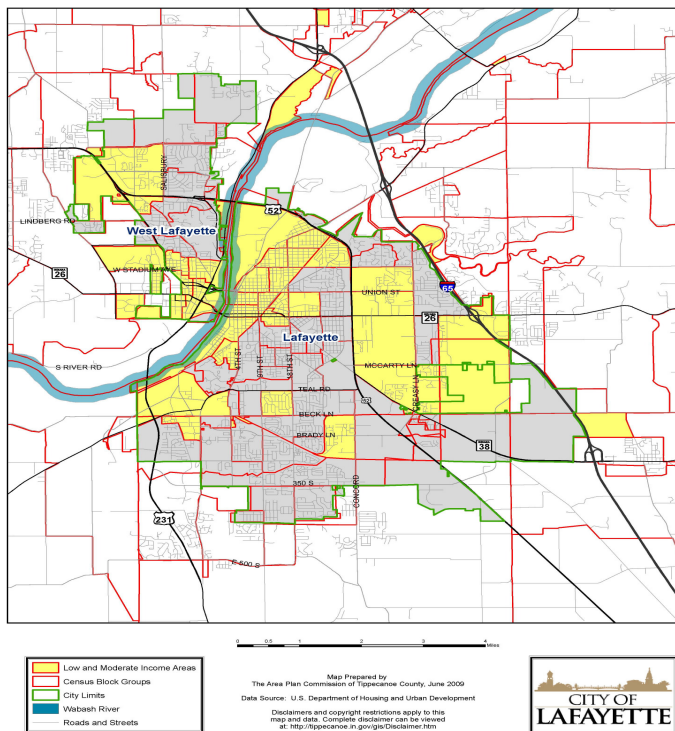 SALISBURY
52
LINDBERG RD
West Lafayette
26
W STADIUM AVE
65
UNION ST
26
Lafayette
S RIVER RD
4TH ST
9TH ST
18TH ST
MCCARTY LN
CREASY LN
TEAL RD
52
BECK LN
BRADY LN
38
350 S
CONCORD
231
E 500 S
0 0.5 1 2 3 4
Miles
Low and Moderate Income Areas
Census Block Groups
City Limits
Wabash River
Roads and Streets
Map Prepared by
The Area Plan Commission of Tippecanoe County, June 2009
Data Source: U.S. Department of Housing and Urban Development
Disclaimers and copyright restrictions apply to this
map and data. Complete disclaimer can be viewed
at: http://tippecanoe.in.gov/gis/Disclaimer.htm
CITY OF
LAFAYETTE